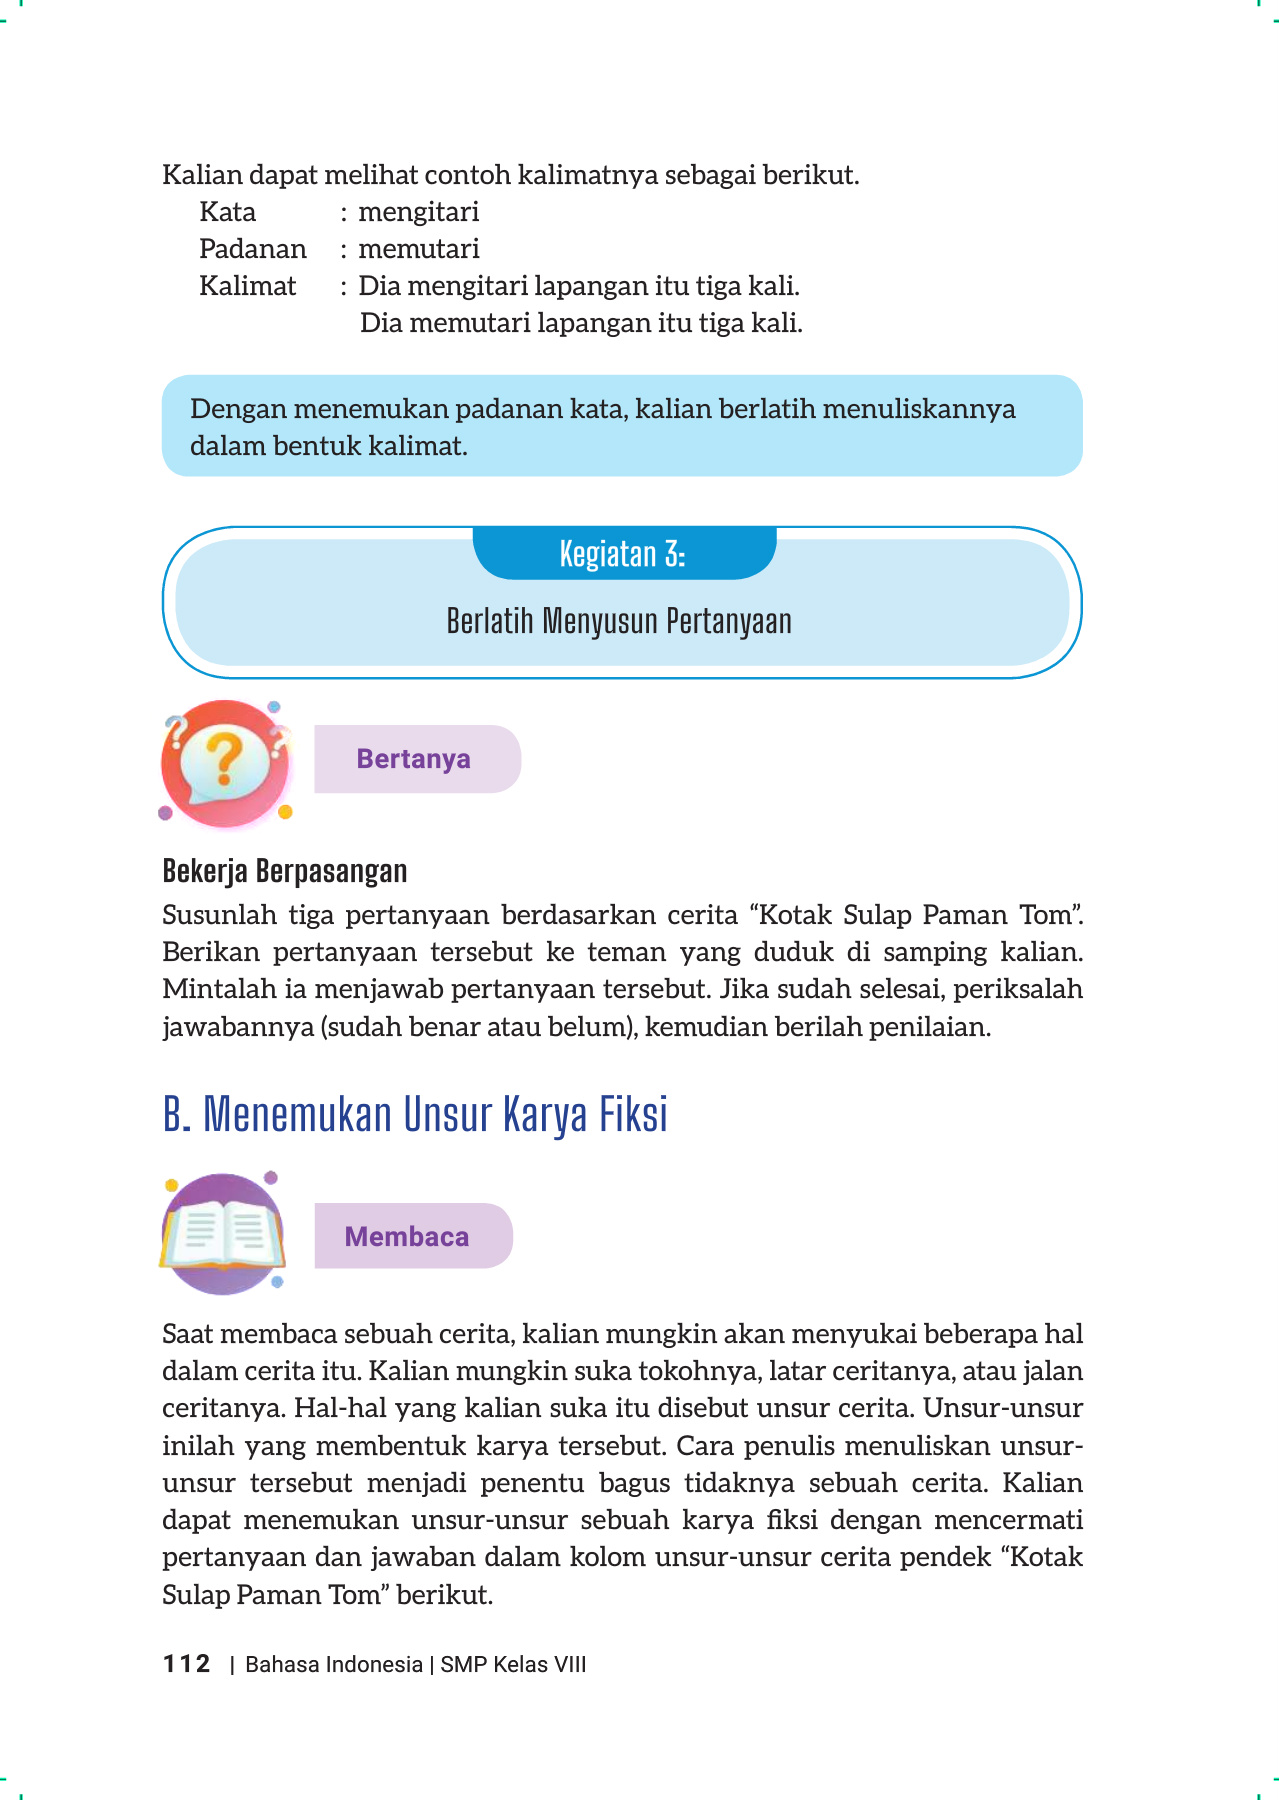 Kalian dapat melihat contoh kalimatnya sebagai berikut.
Kata : mengitari
Padanan : memutari
Kalimat : Dia mengitari lapangan itu tiga kali.
Dia memutari lapangan itu tiga kali.
Dengan menemukan padanan kata, kalian berlatih menuliskannya
dalam bentuk kalimat.
Kegiatan 3:
Berlatih Menyusun Pertanyaan
Bertanya
Bekerja Berpasangan
Susunlah tiga pertanyaan berdasarkan cerita “Kotak Sulap Paman Tom”.
Berikan pertanyaan tersebut ke teman yang duduk di samping kalian.
Mintalah ia menjawab pertanyaan tersebut. Jika sudah selesai, periksalah
jawabannya (sudah benar atau belum), kemudian berilah penilaian.
B. Menemukan Unsur Karya Fiksi
Membaca
Saat membaca sebuah cerita, kalian mungkin akan menyukai beberapa hal
dalam cerita itu. Kalian mungkin suka tokohnya, latar ceritanya, atau jalan
ceritanya. Hal-hal yang kalian suka itu disebut unsur cerita. Unsur-unsur
inilah yang membentuk karya tersebut. Cara penulis menuliskan unsur-
unsur tersebut menjadi penentu bagus tidaknya sebuah cerita. Kalian
dapat menemukan unsur-unsur sebuah karya fiksi dengan mencermati
pertanyaan dan jawaban dalam kolom unsur-unsur cerita pendek “Kotak
Sulap Paman Tom” berikut.
112 | Bahasa Indonesia | SMP Kelas VIII